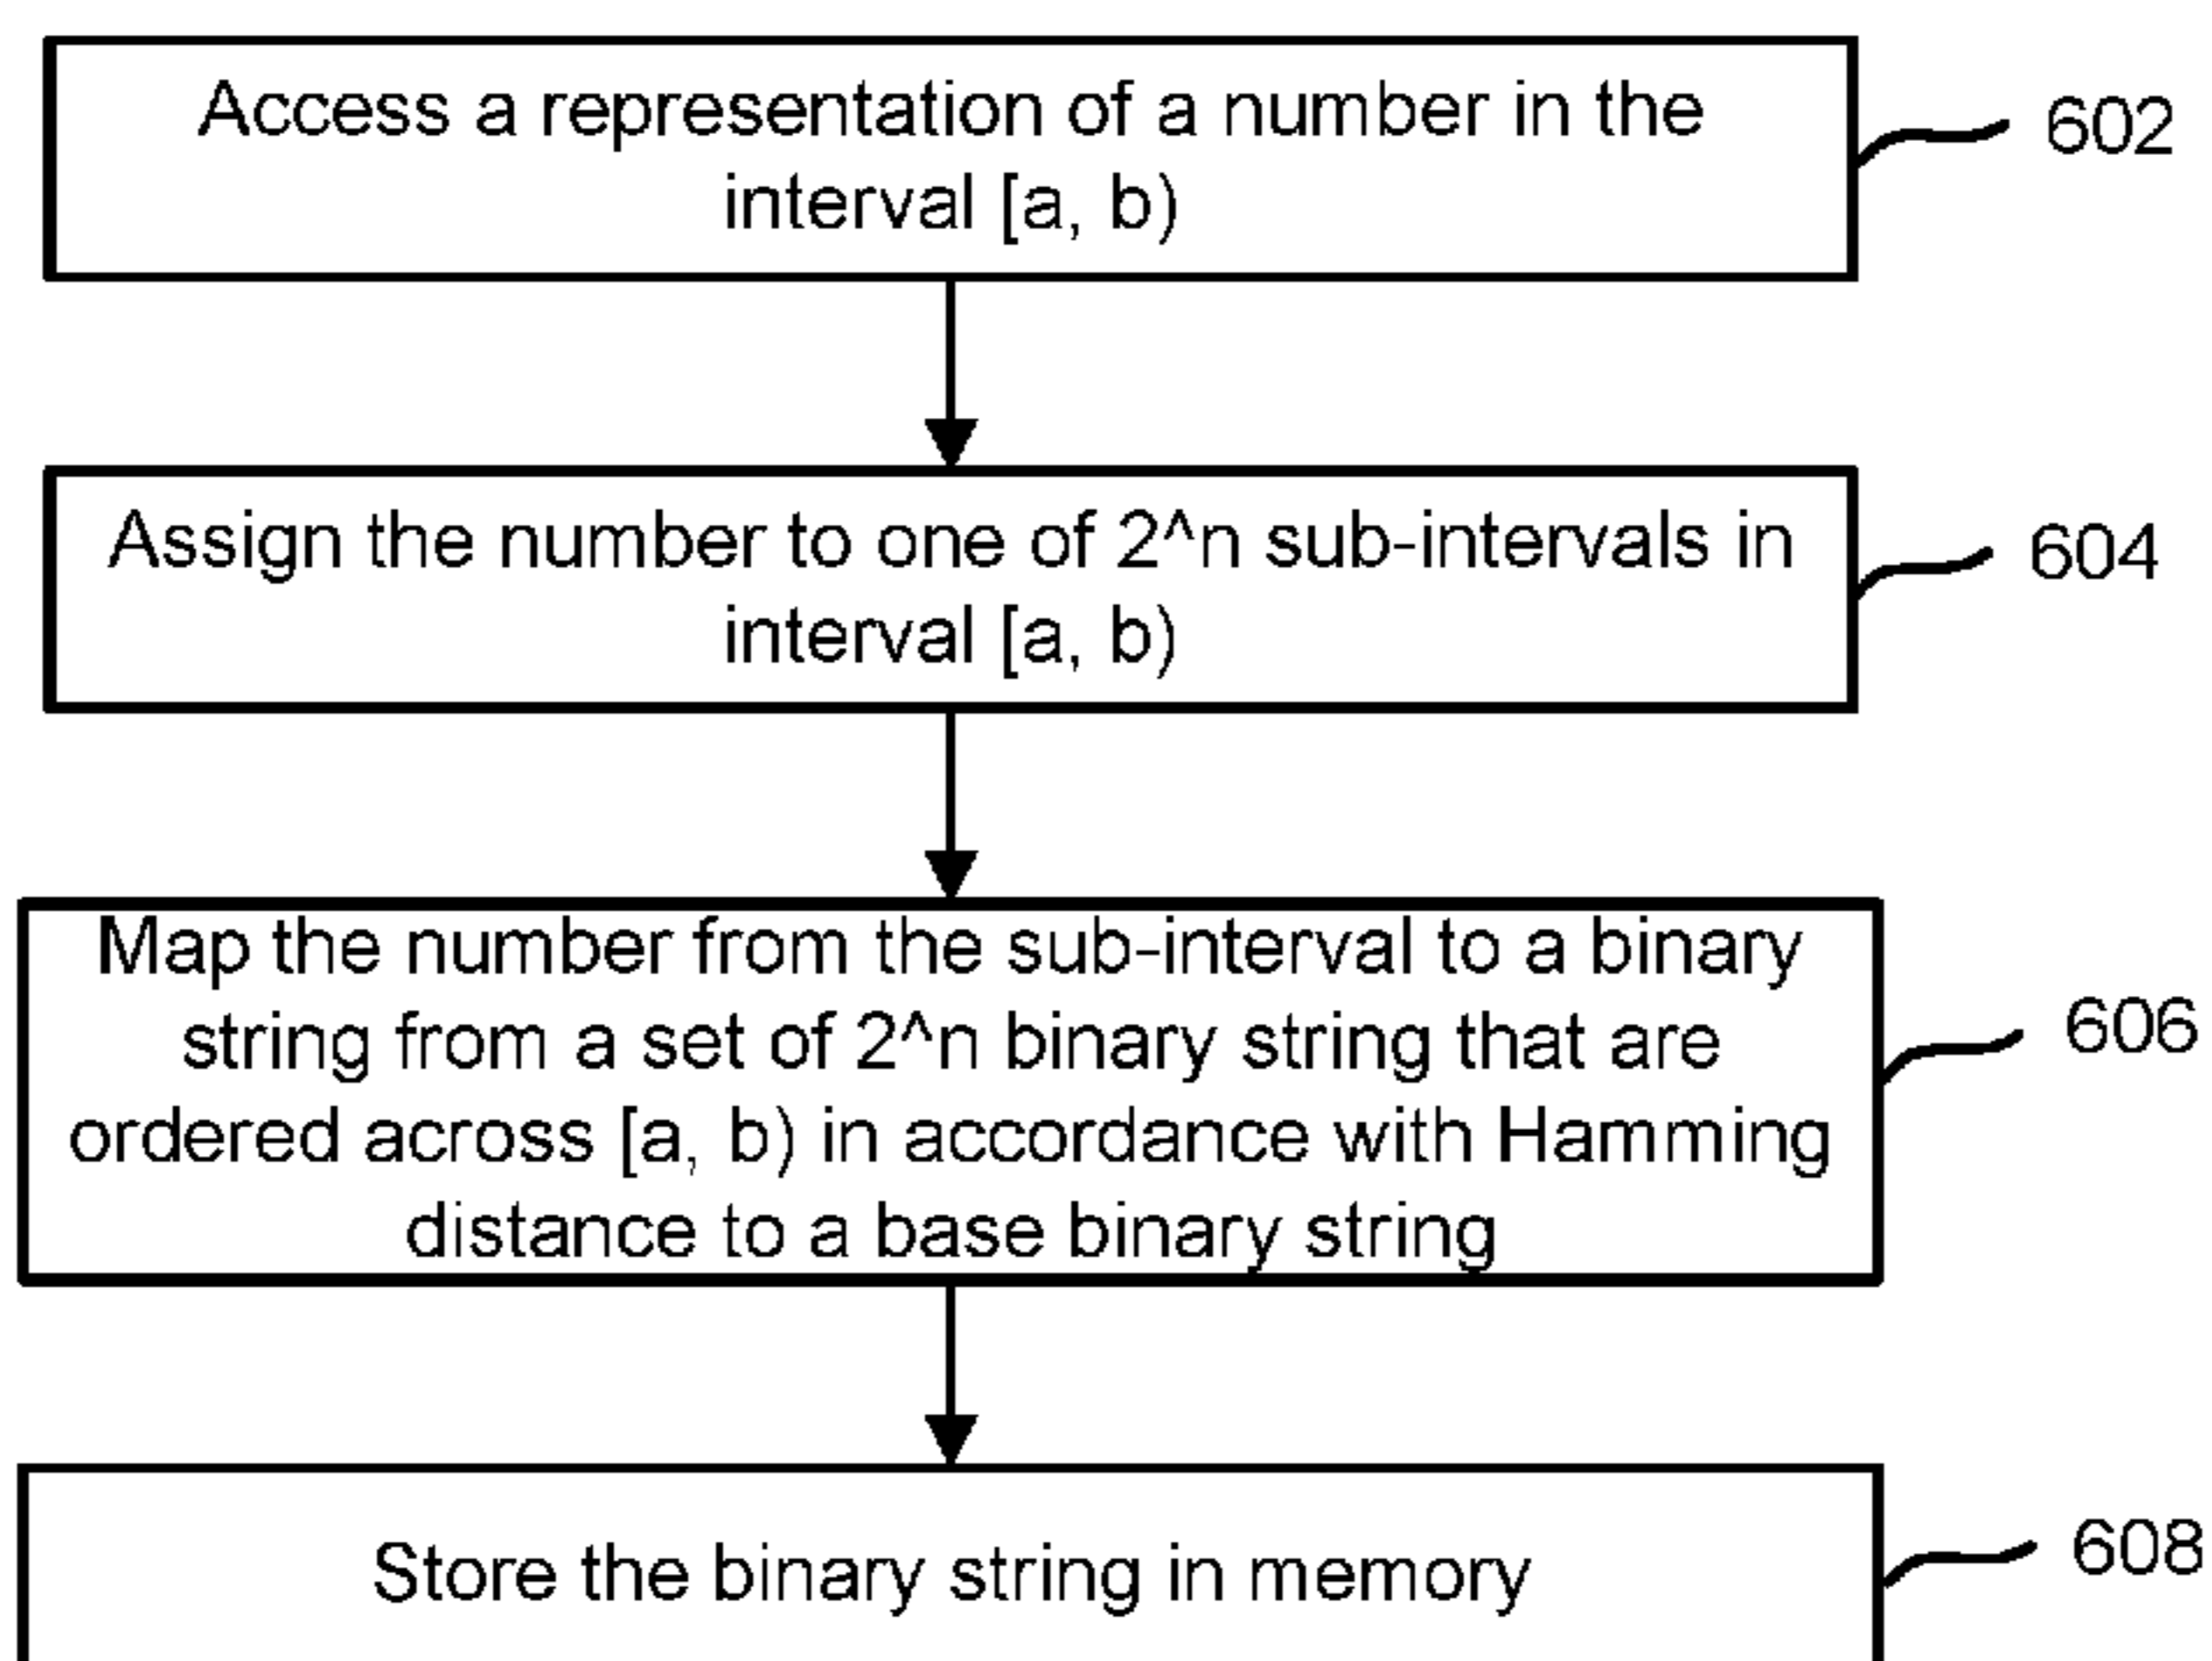 Access a representation of a number in the
interval [a, b)
602
Assign the number to one of 2^n sub-intervals in
interval [a, b)
604
Map the number from the sub-interval to a binary
string from a set of 2^n binary string that are
ordered across [a, b) in accordance with Hamming
distance to a base binary string
606
Store the binary string in memory
608